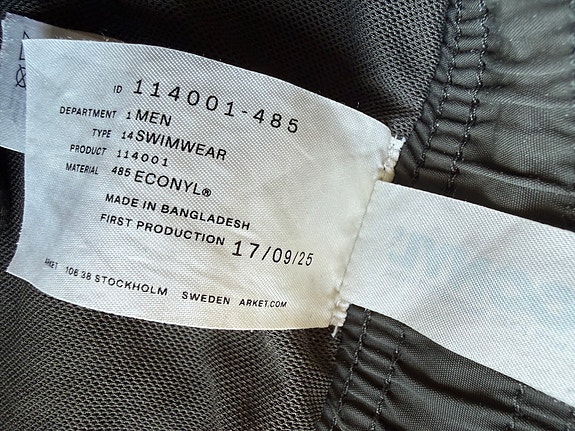 ID 114001-485
DEPARTMENT 1 MEN
TYPE 14 SWIMWEAR
PRODUCT 114001
MATERIAL 485 ECONYL®
MADE IN BANGLADESH
FIRST PRODUCTION 17/09/25
ARKET 106 38 STOCKHOLM SWEDEN ARKET.COM